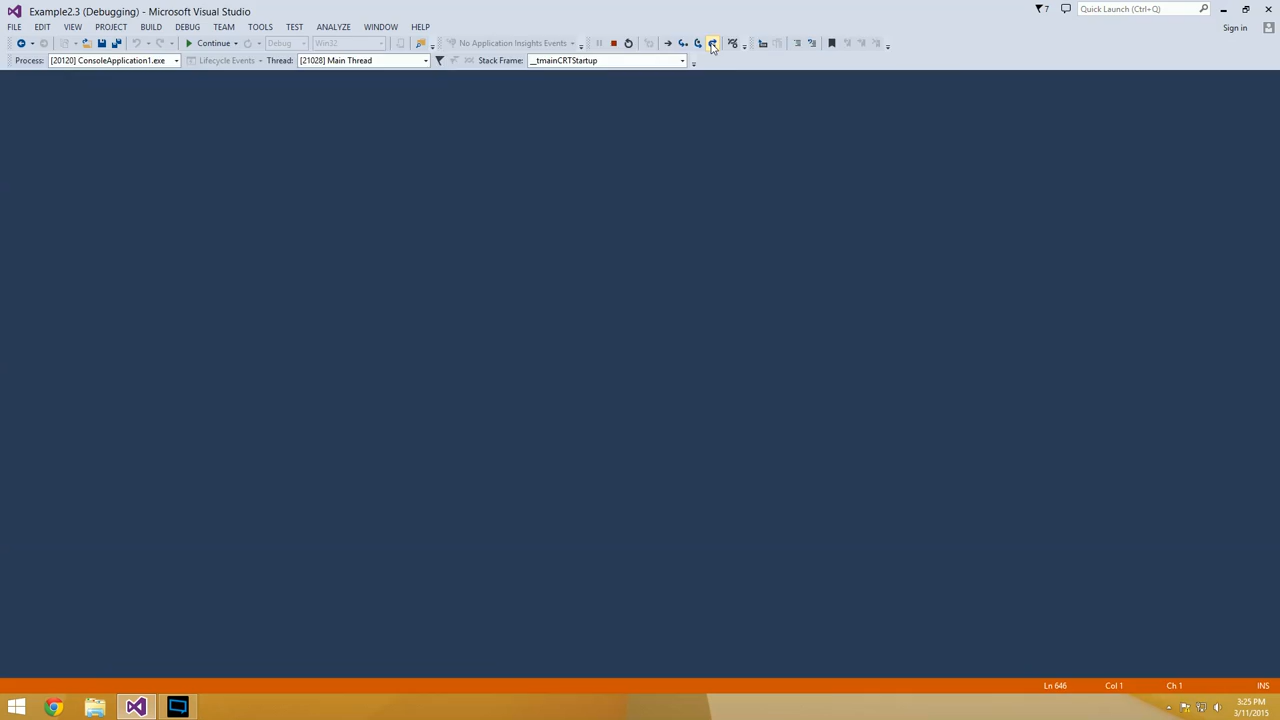 Example2.3 (Debugging) - Microsoft Visual Studio
7
Quick Launch (Ctrl+Q)
FILE EDIT VIEW PROJECT BUILD DEBUG TEAM TOOLS TEST ANALYZE WINDOW HELP
Sign in
Continue Debug Win32 No Application Insights Events
Process: [20120] ConsoleApplication1.exe Lifecycle Events Thread: [21028] Main Thread Stack Frame: __tmainCRTStartup
Ln 646 Col 1 Ch 1 INS
3:25 PM
3/11/2015